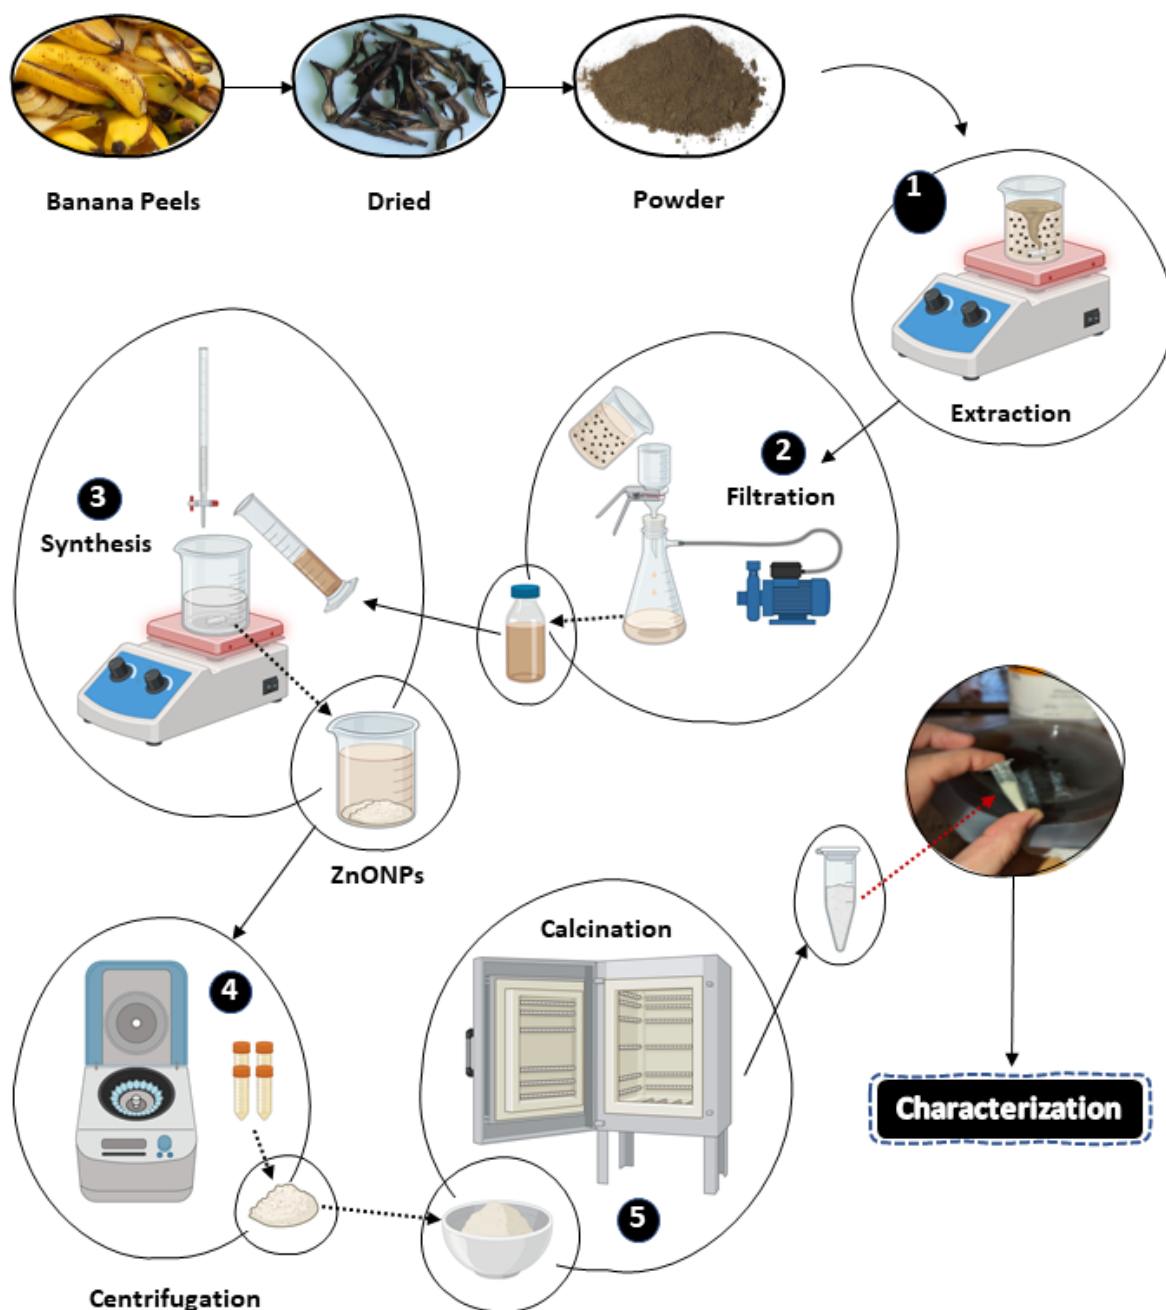 Banana Peels
Dried
Powder
1
Extraction
2
Filtration
3
Synthesis
ZnONPs
4
Centrifugation
Calcination
5
Characterization